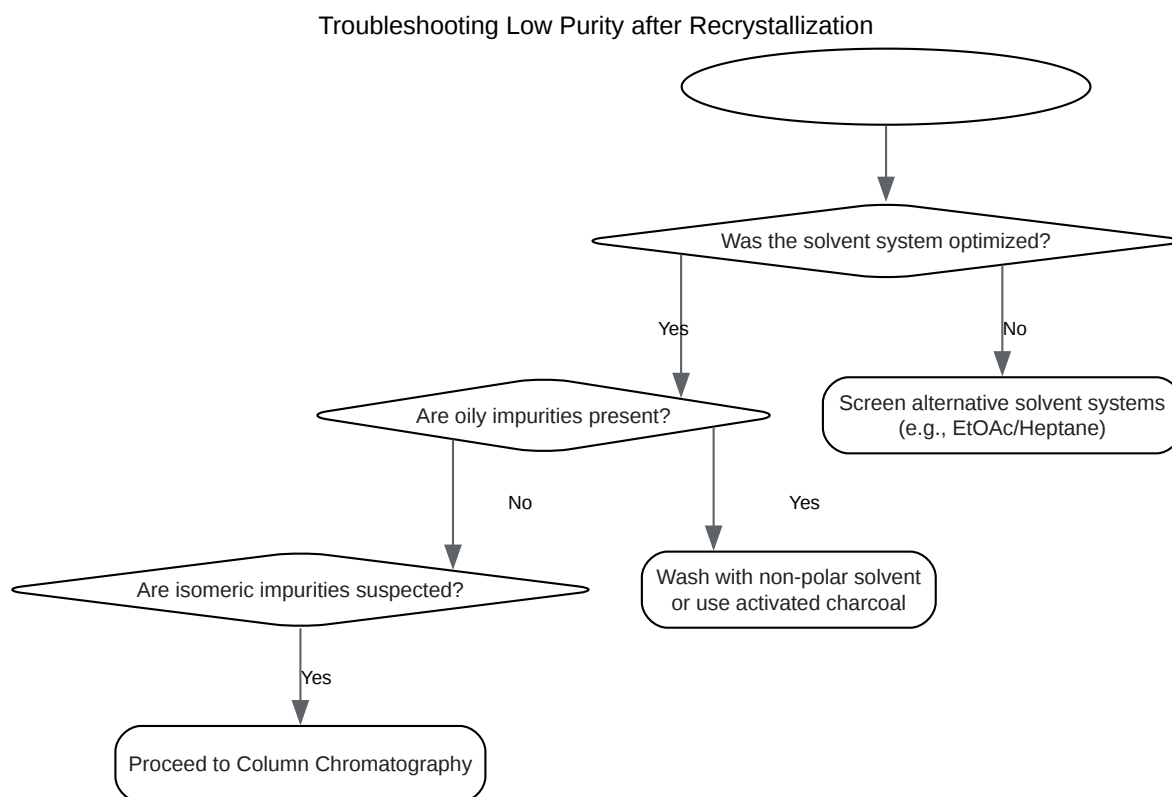 Troubleshooting Low Purity after Recrystallization
Was the solvent system optimized?
Yes
No
Are oily impurities present?
Screen alternative solvent systems
(e.g., EtOAc/Heptane)
No
Yes
Are isomeric impurities suspected?
Wash with non-polar solvent
or use activated charcoal
Yes
Proceed to Column Chromatography